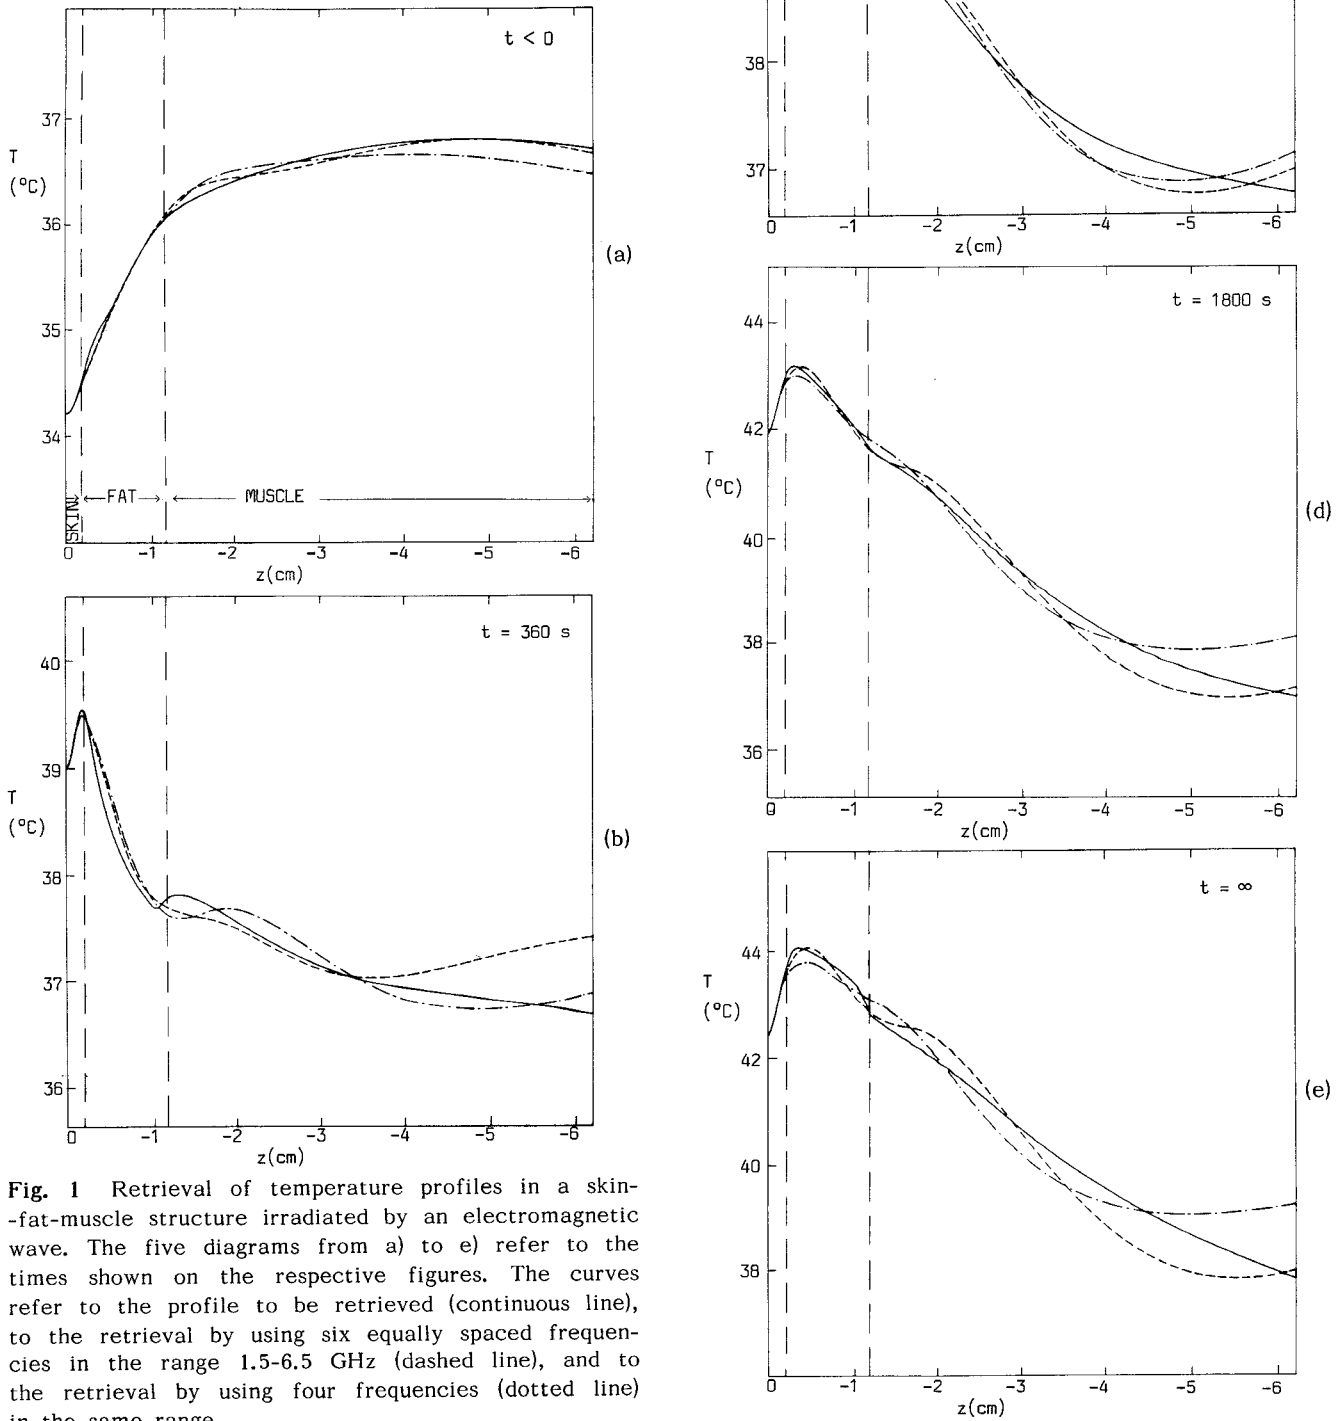 t < 0
37
T
(°C)
36
35
34
SKIN
FAT
MUSCLE
0 -1 -2 -3 -4 -5 -6
z(cm)
(a)
t = 360 s
40
39
T
(°C)
38
37
36
0 -1 -2 -3 -4 -5 -6
z(cm)
(b)
Fig. 1 Retrieval of temperature profiles in a skin-
-fat-muscle structure irradiated by an electromagnetic
wave. The five diagrams from a) to e) refer to the
times shown on the respective figures. The curves
refer to the profile to be retrieved (continuous line),
to the retrieval by using six equally spaced frequen-
cies in the range 1.5-6.5 GHz (dashed line), and to
the retrieval by using four frequencies (dotted line)
in the same range
38
37
0 -1 -2 -3 -4 -5 -6
z(cm)
t = 1800 s
44
42
T
(°C)
40
38
36
0 -1 -2 -3 -4 -5 -6
z(cm)
(d)
t = ∞
44
T
(°C)
42
40
38
0 -1 -2 -3 -4 -5 -6
z(cm)
(e)